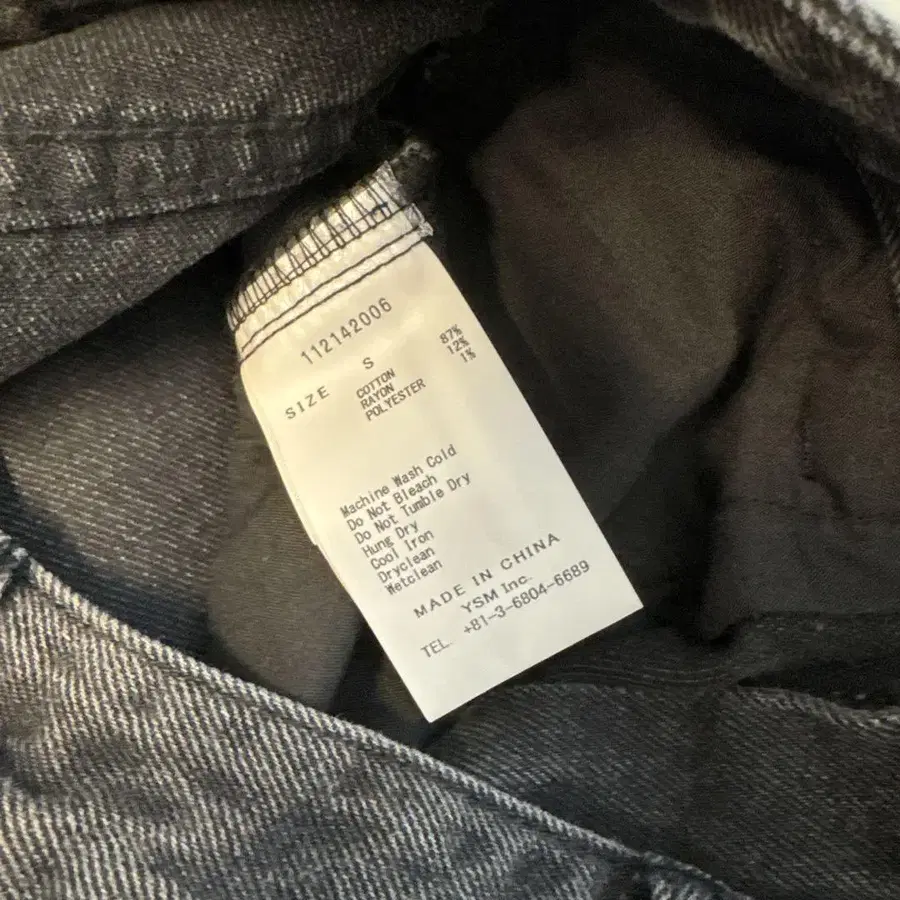 112142006
SIZE S
COTTON 87%
RAYON 12%
POLYESTER 1%
Machine Wash Cold
Do Not Bleach
Do Not Tumble Dry
Hung Dry
Cool Iron
Dryclean
Wetclean
MADE IN CHINA
YSM Inc.
TEL. +81-3-6804-6689